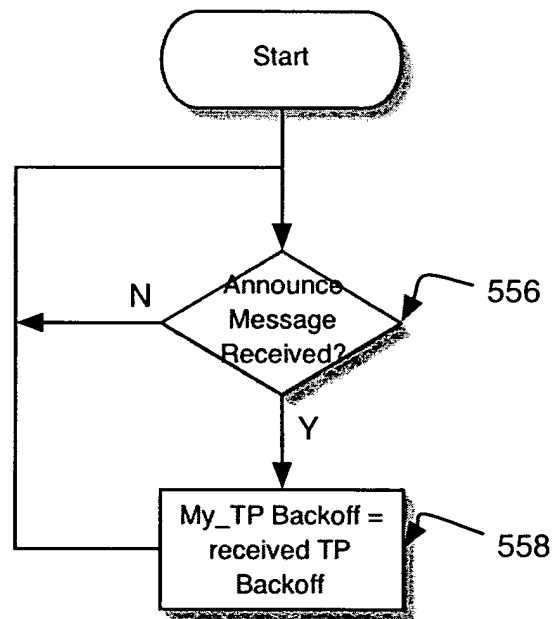 Start
Announce
Message
Received?
N
556
Y
My_TP Backoff =
received TP
Backoff
558